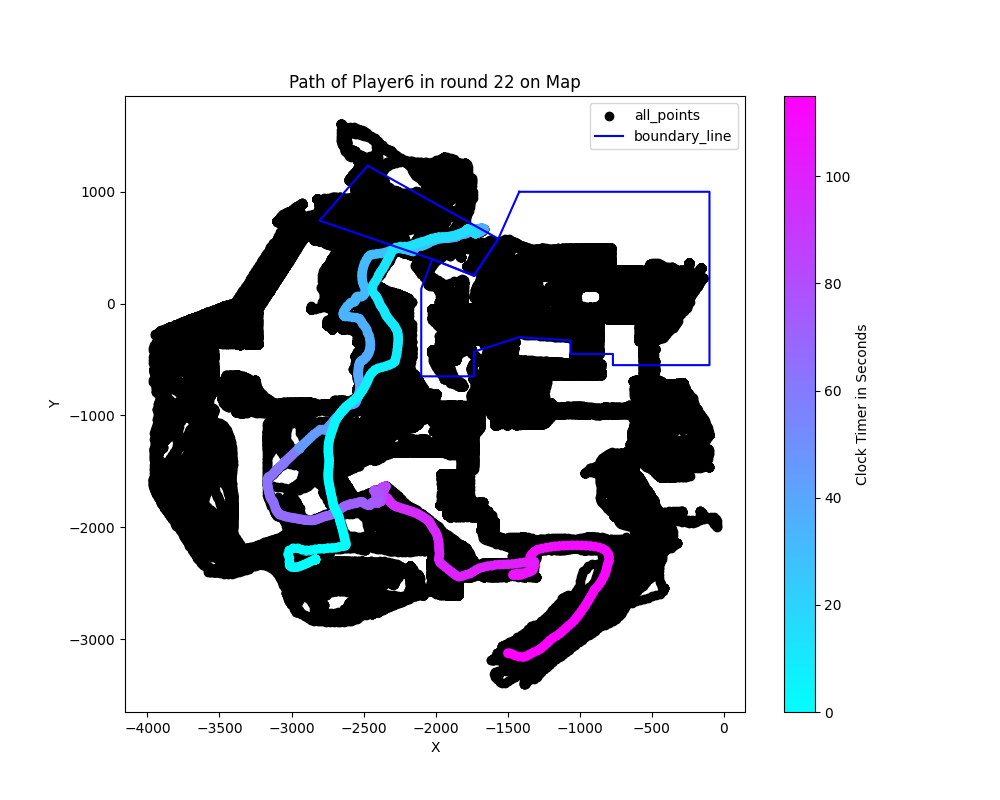 Path of Player6 in round 22 on Map
all_points
boundary_line
1000
0
−1000
−2000
−3000
Y
−4000 −3500 −3000 −2500 −2000 −1500 −1000 −500 0
X
100
80
60
40
20
0
Clock Timer in Seconds